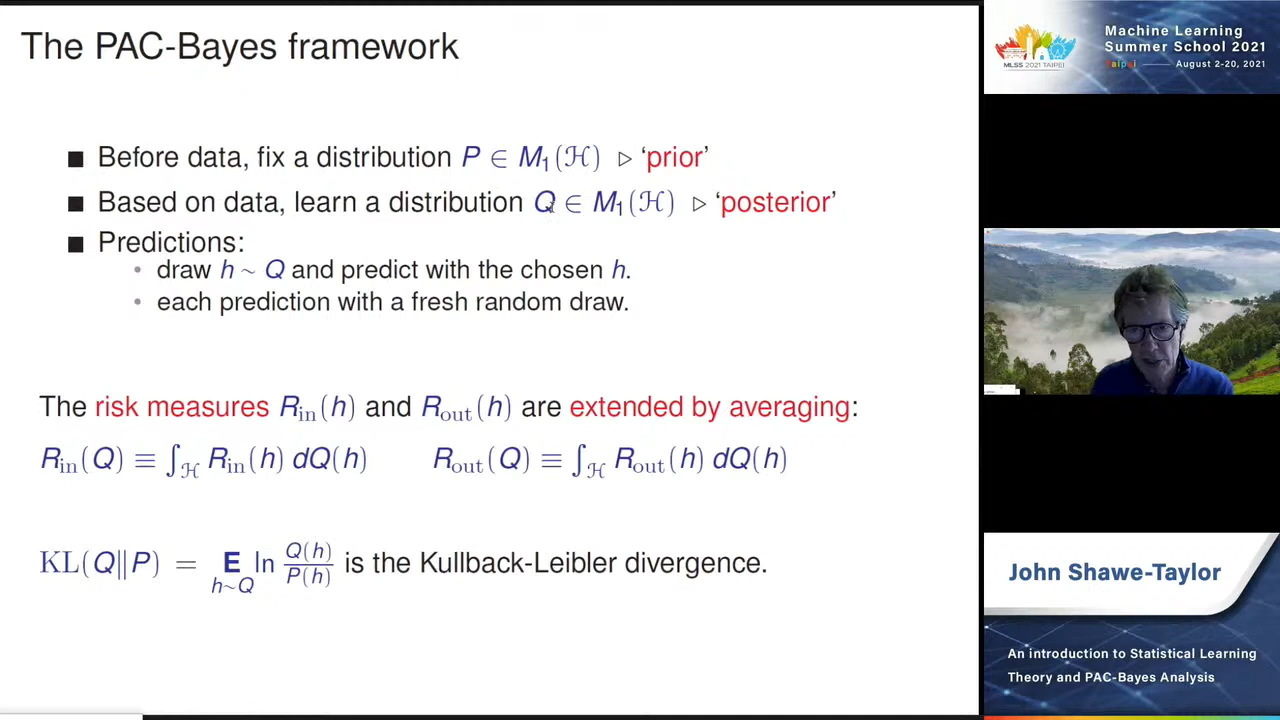 The PAC-Bayes framework
■ Before data, fix a distribution P ∈ M₁(ℋ) ▷ ‘prior’
■ Based on data, learn a distribution Q ∈ M₁(ℋ) ▷ ‘posterior’
■ Predictions:
• draw h ~ Q and predict with the chosen h.
• each prediction with a fresh random draw.
The risk measures R_in(h) and R_out(h) are extended by averaging:
R_in(Q) ≡ ∫_ℋ R_in(h) dQ(h) R_out(Q) ≡ ∫_ℋ R_out(h) dQ(h)
KL(Q‖P) = E_{h~Q} ln Q(h)/P(h) is the Kullback-Leibler divergence.
MLSS 2021 TAIPEI
Machine Learning
Summer School 2021
Taipei August 2-20, 2021
John Shawe-Taylor
An introduction to Statistical Learning
Theory and PAC-Bayes Analysis